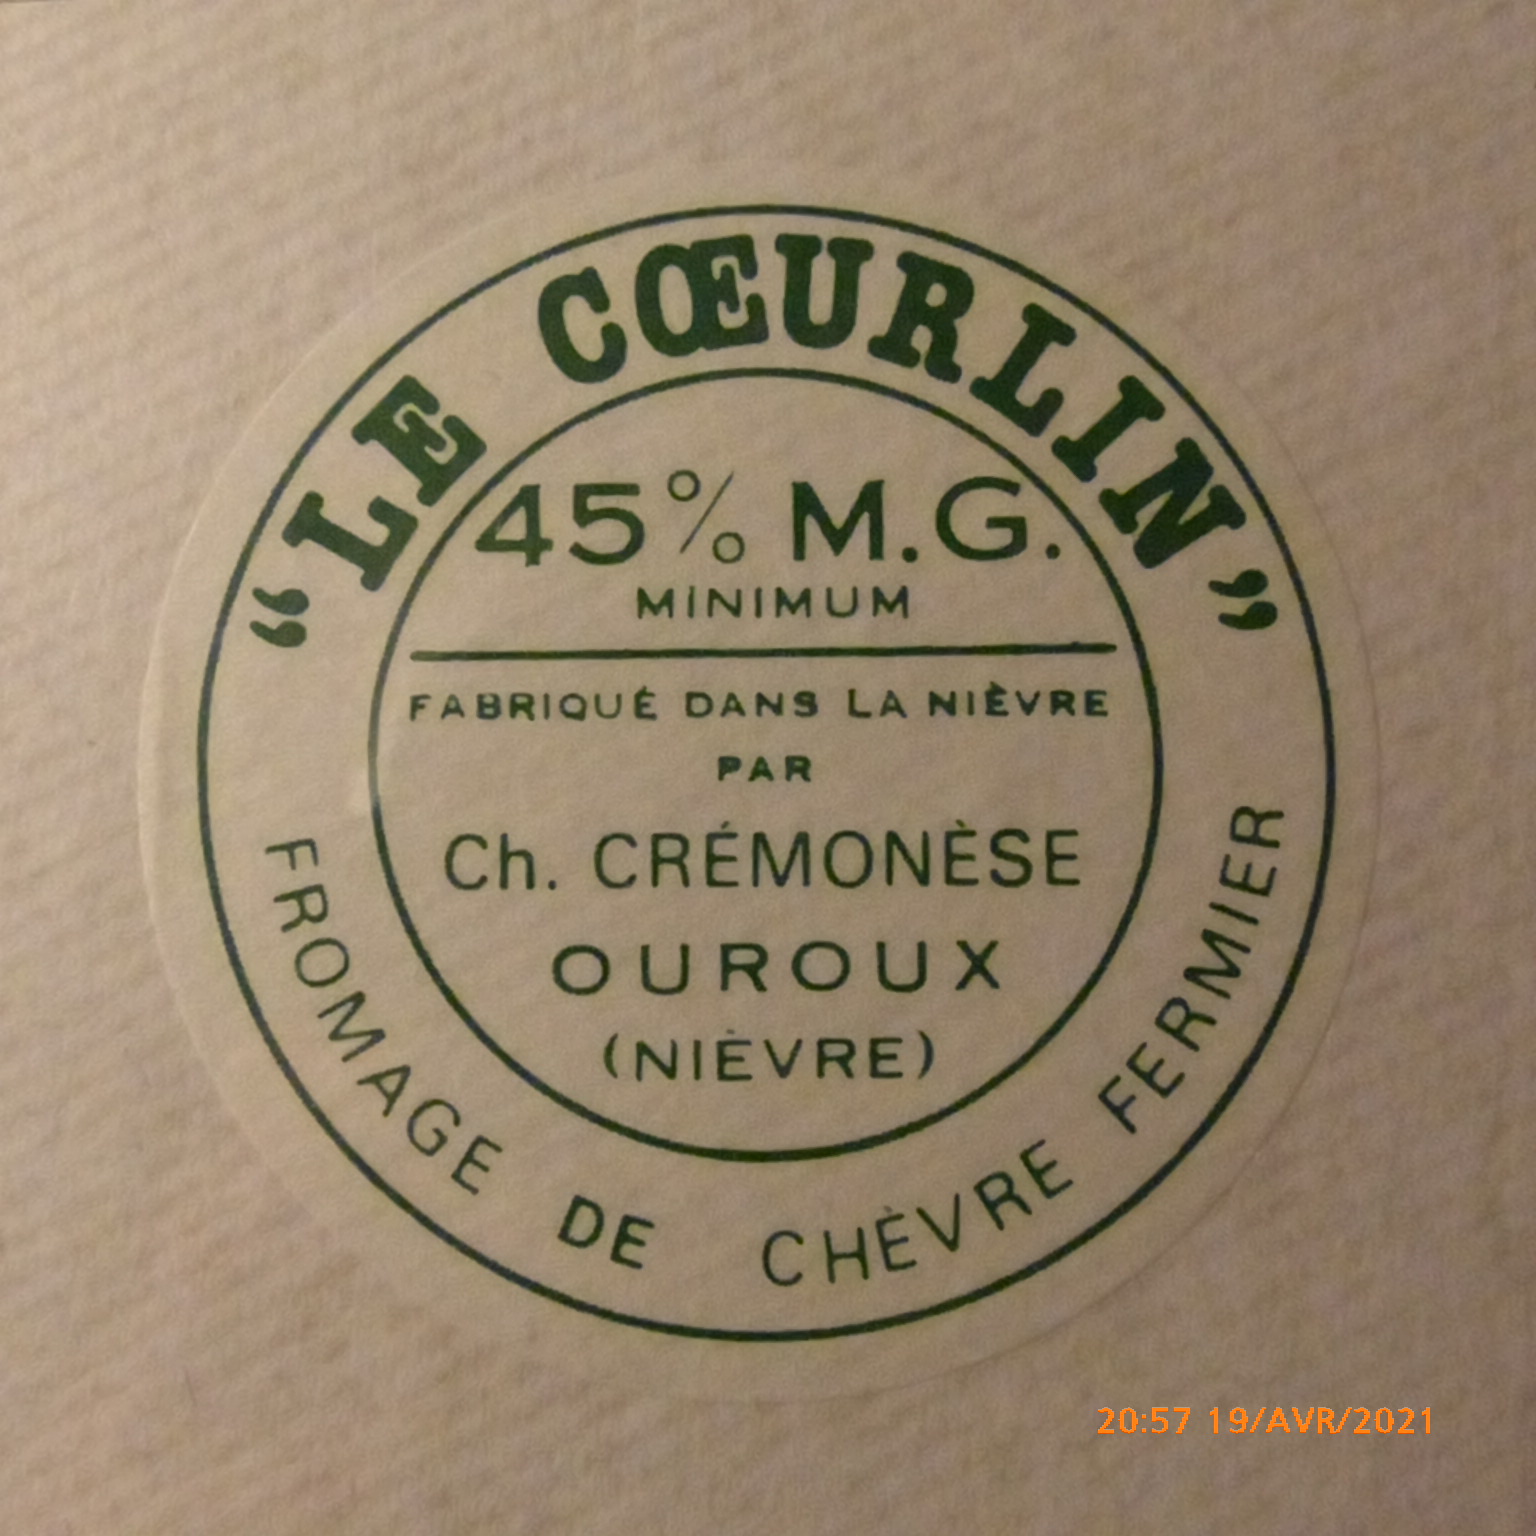 “LE CŒURLIN”
45% M.G.
MINIMUM
FABRIQUÉ DANS LA NIÈVRE
PAR
Ch. CRÉMONÈSE
OUROUX
(NIÈVRE)
FROMAGE DE CHÈVRE FERMIER
20:57 19/AVR/2021